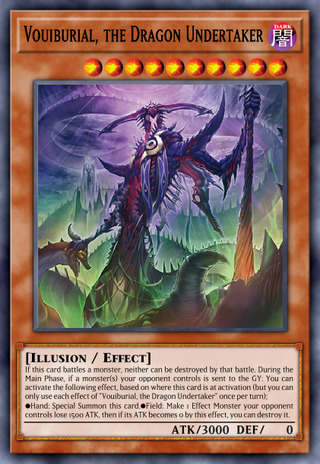 Vouiburial, the Dragon Undertaker
DARK
闇
[Illusion / Effect]
If this card battles a monster, neither can be destroyed by that battle. During the
Main Phase, if a monster(s) your opponent controls is sent to the GY: You can
activate the following effect, based on where this card is at activation (but you can
only use each effect of "Vouiburial, the Dragon Undertaker" once per turn);
●Hand: Special Summon this card.●Field: Make 1 Effect Monster your opponent
controls lose 1500 ATK, then if its ATK becomes 0 by this effect, you can destroy it.
ATK/3000 DEF/ 0